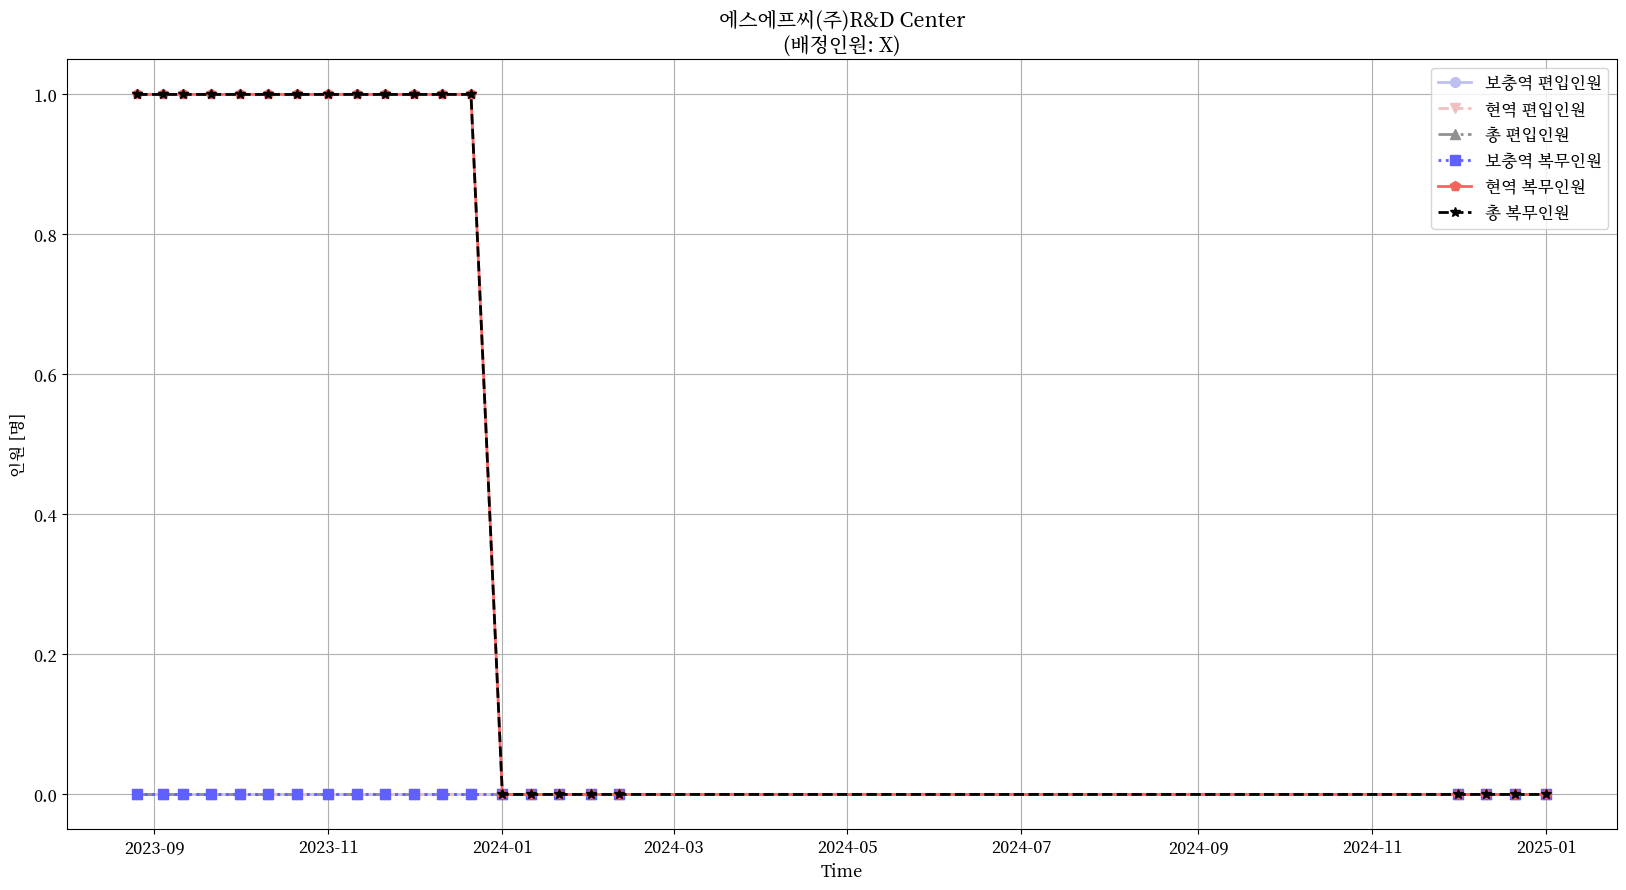 에스에프씨(주)R&D Center
(배정인원: X)
보충역 편입인원
현역 편입인원
총 편입인원
보충역 복무인원
현역 복무인원
총 복무인원
1.0
0.8
0.6
0.4
0.2
0.0
인원 [명]
2023-09
2023-11
2024-01
2024-03
2024-05
2024-07
2024-09
2024-11
2025-01
Time